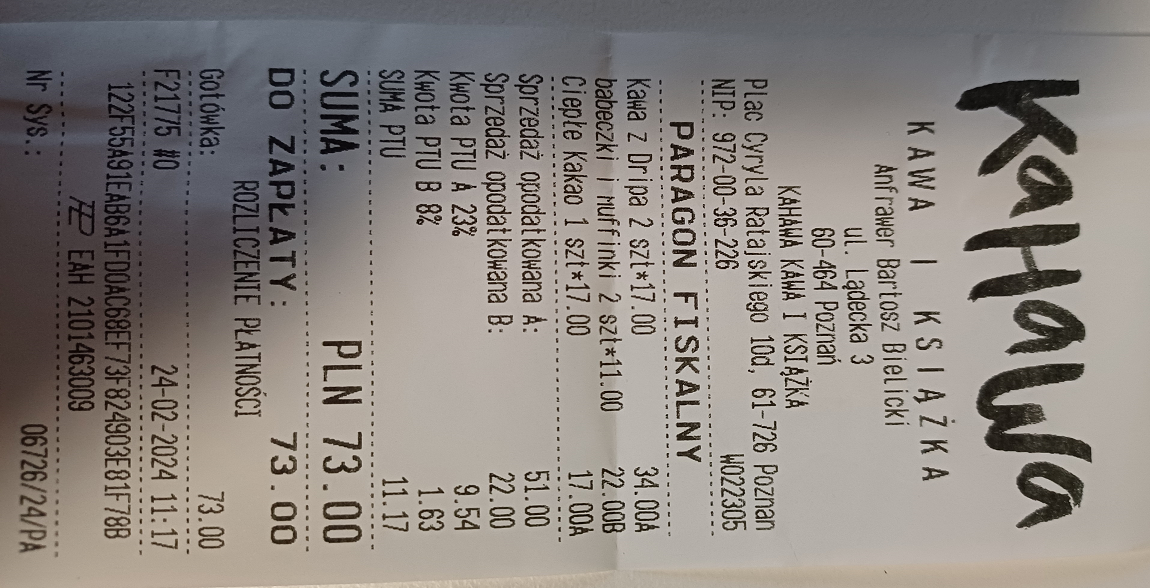 KaHaWa
KAWA I KSIĄŻKA
Anfrawer Bartosz Bielicki
ul. Lądecka 3
60-464 Poznań
KAHAWA KAWA I KSIĄŻKA
Plac Cyryla Ratajskiego 10d, 61-726 Poznan
NIP: 972-00-36-226 W022305
PARAGON FISKALNY
Kawa z Dripa 2 szt*17.00 34.00A
babeczki i muffinki 2 szt*11.00 22.00B
Ciepłe Kakao 1 szt*17.00 17.00A
Sprzedaż opodatkowana A: 51.00
Sprzedaż opodatkowana B: 22.00
Kwota PTU A 23% 9.54
Kwota PTU B 8% 1.63
SUMA PTU 11.17
SUMA: PLN 73.00
DO ZAPŁATY: 73.00
ROZLICZENIE PŁATNOŚCI
Gotówka: 73.00
F21775 #0 24-02-2024 11:17
122F55A91EAB6A1FD0AC68EF73F824903E81F78B
EAH 2101463009
Nr Sys.: 06726/24/PA